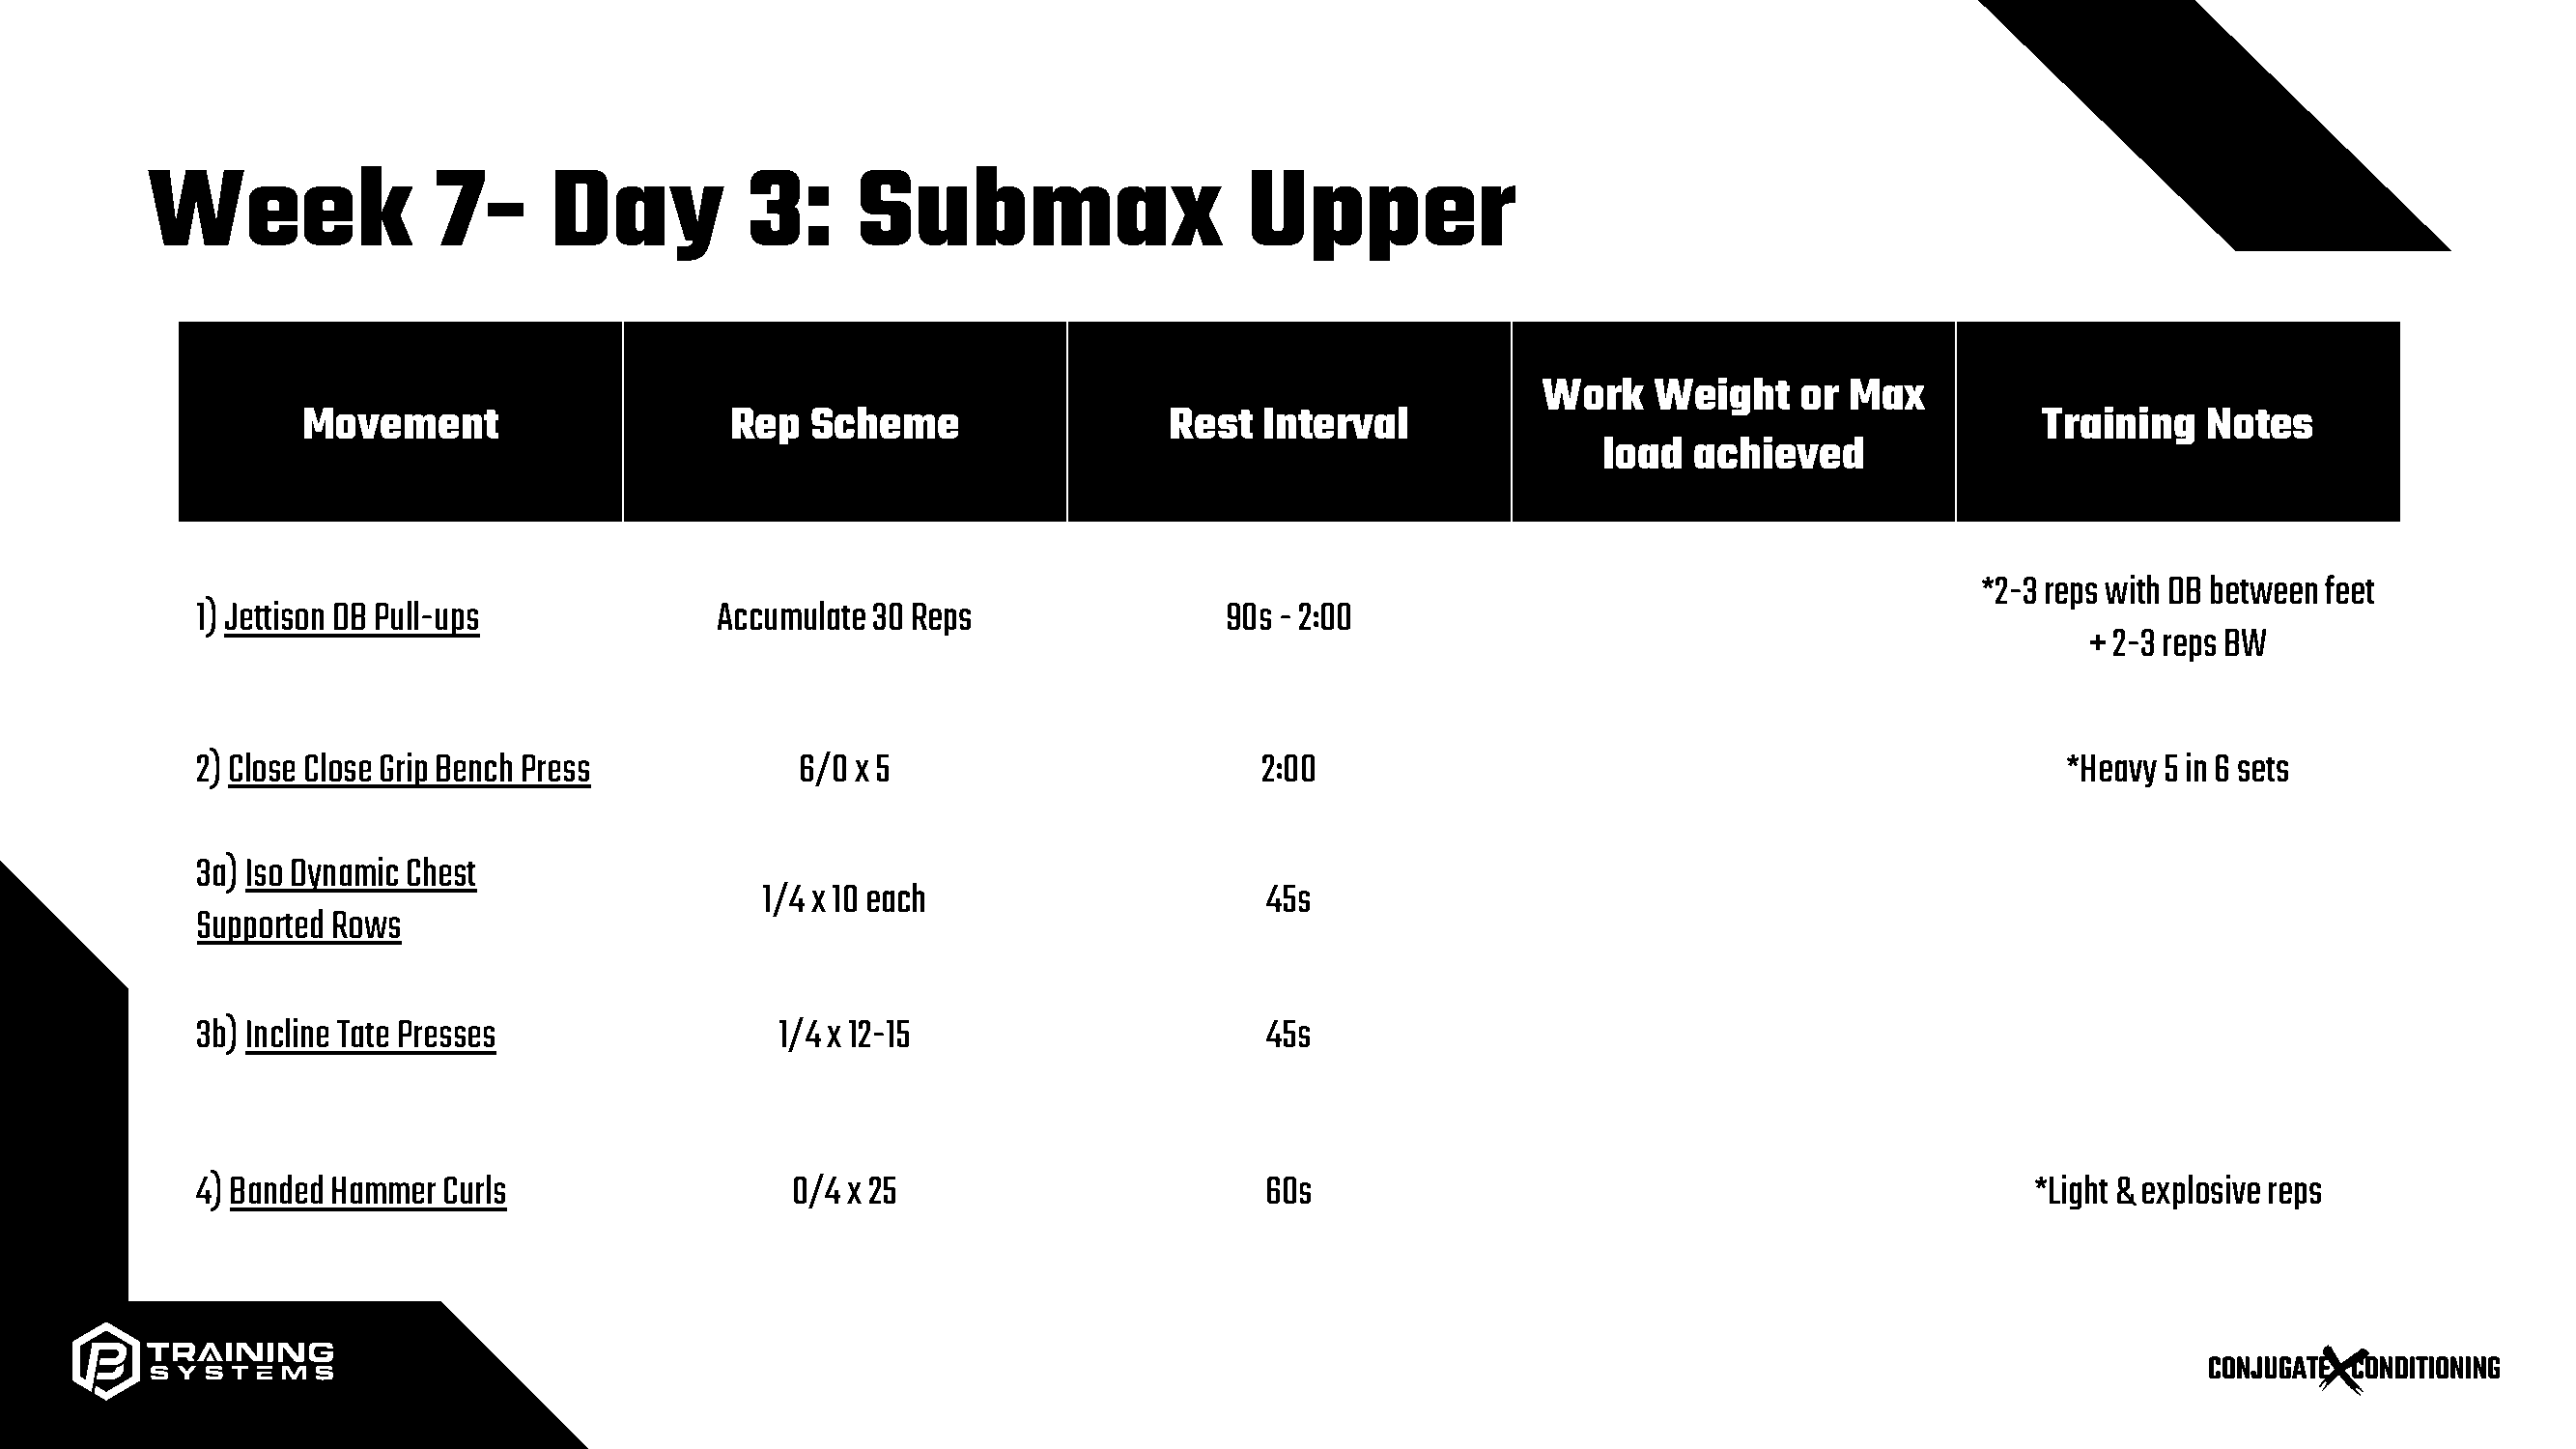 Week 7- Day 3: Submax Upper
Movement
Rep Scheme
Rest Interval
Work Weight or Max
load achieved
Training Notes
1) Jettison DB Pull-ups
Accumulate 30 Reps
90s - 2:00
*2-3 reps with DB between feet
+ 2-3 reps BW
2) Close Close Grip Bench Press
6/0 x 5
2:00
*Heavy 5 in 6 sets
3a) Iso Dynamic Chest
Supported Rows
1/4 x 10 each
45s
3b) Incline Tate Presses
1/4 x 12-15
45s
4) Banded Hammer Curls
0/4 x 25
60s
*Light & explosive reps
TRAINING
SYSTEMS
CONJUGATE X CONDITIONING